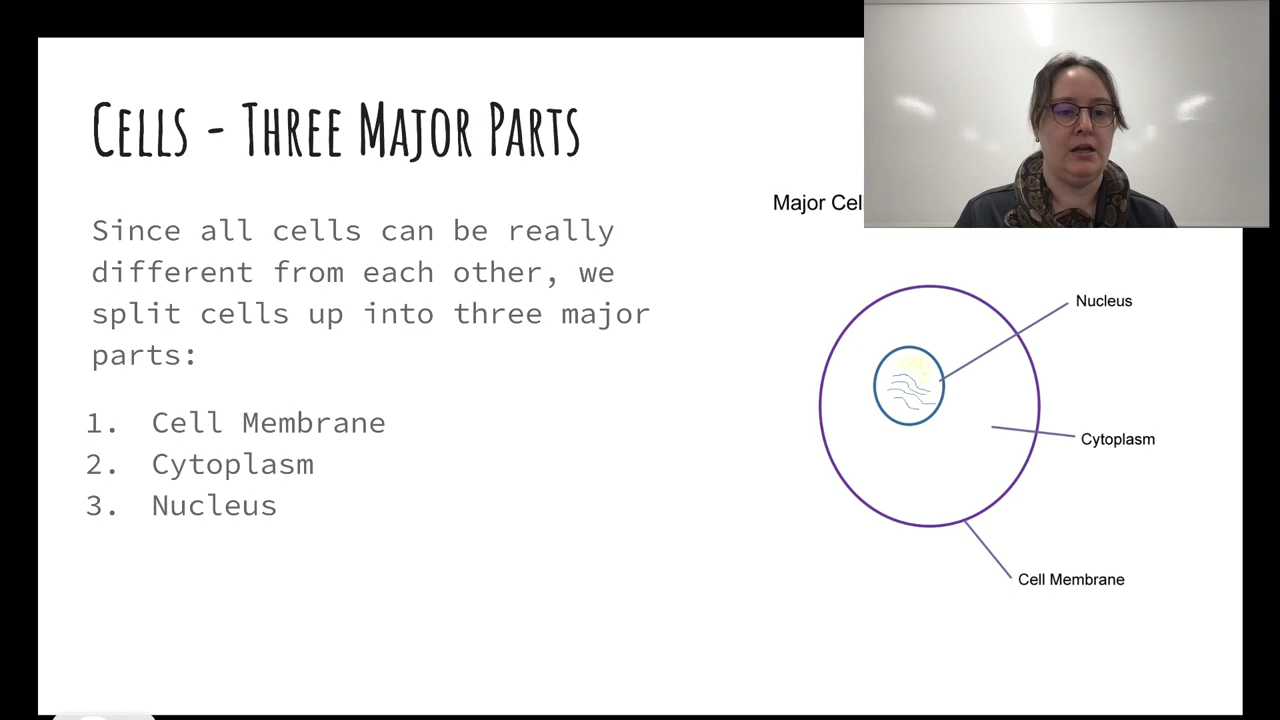 Cells - Three Major Parts
Since all cells can be really
different from each other, we
split cells up into three major
parts:
1. Cell Membrane
2. Cytoplasm
3. Nucleus
Major Cel
Nucleus
Cytoplasm
Cell Membrane